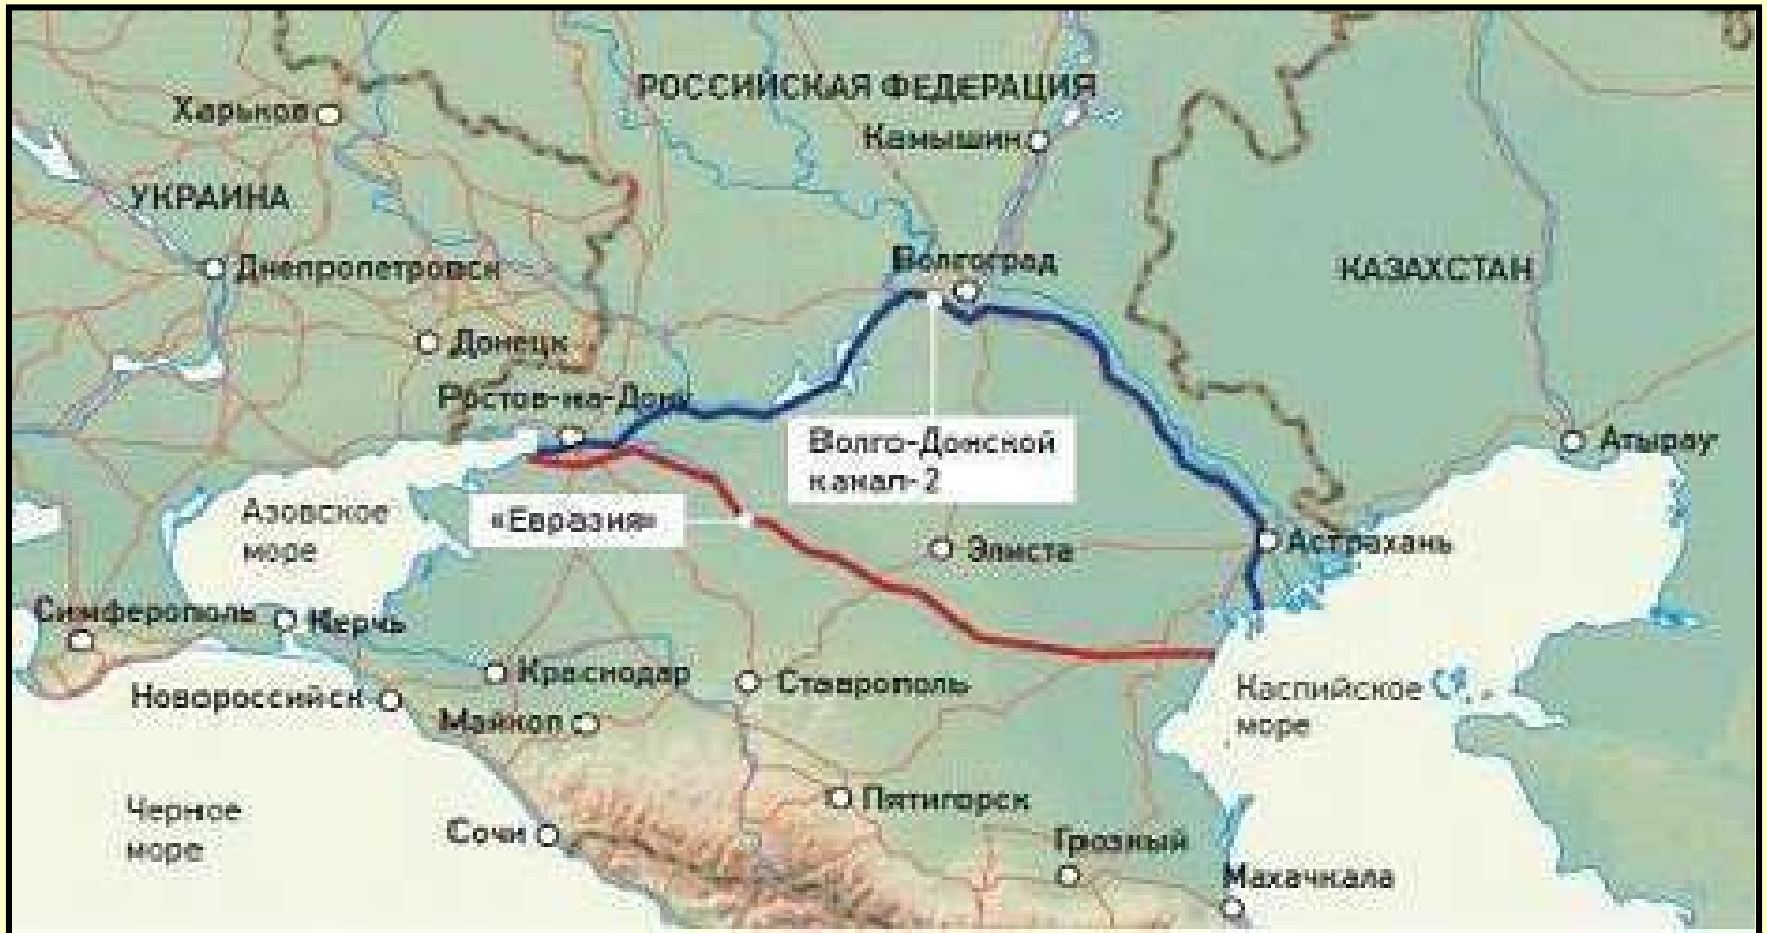 РОССИЙСКАЯ ФЕДЕРАЦИЯ
Харьков
Камышин
УКРАИНА
Волгоград
Днепропетровск
КАЗАХСТАН
Донецк
Ростов-на-Дону
Волго-Донской
канал-2
Атырау
Азовское
море
«Евразия»
Элиста
Астрахань
Симферополь
Керчь
Краснодар
Ставрополь
Новороссийск
Майкоп
Каспийское
море
Черное
море
Пятигорск
Сочи
Грозный
Махачкала